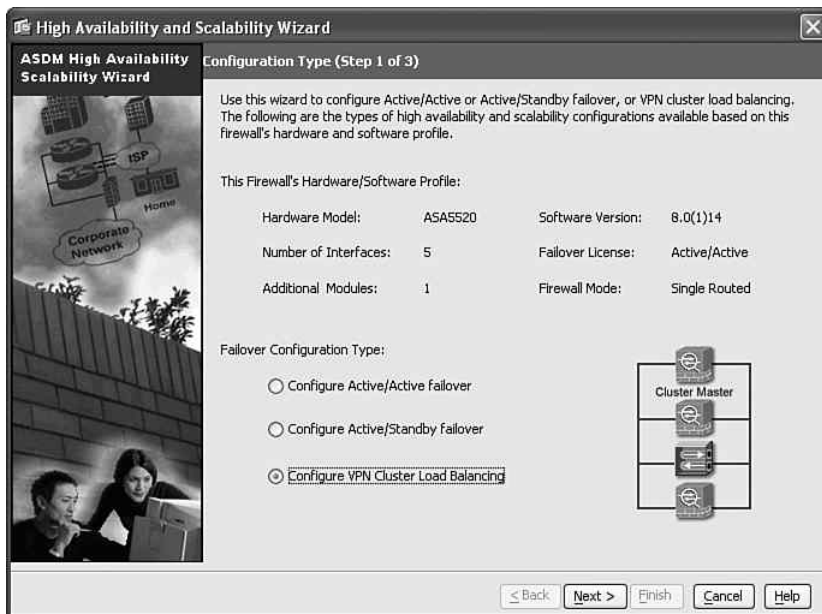 High Availability and Scalability Wizard
ASDM High Availability
Scalability Wizard
Configuration Type (Step 1 of 3)
Use this wizard to configure Active/Active or Active/Standby failover, or VPN cluster load balancing.
The following are the types of high availability and scalability configurations available based on this
firewall's hardware and software profile.
ISP
Home
Corporate
Network
This Firewall's Hardware/Software Profile:
Hardware Model: ASA5520 Software Version: 8.0(1)14
Number of Interfaces: 5 Failover License: Active/Active
Additional Modules: 1 Firewall Mode: Single Routed
Failover Configuration Type:
Configure Active/Active failover
Configure Active/Standby failover
Configure VPN Cluster Load Balancing
Cluster Master
< Back Next > Finish Cancel Help